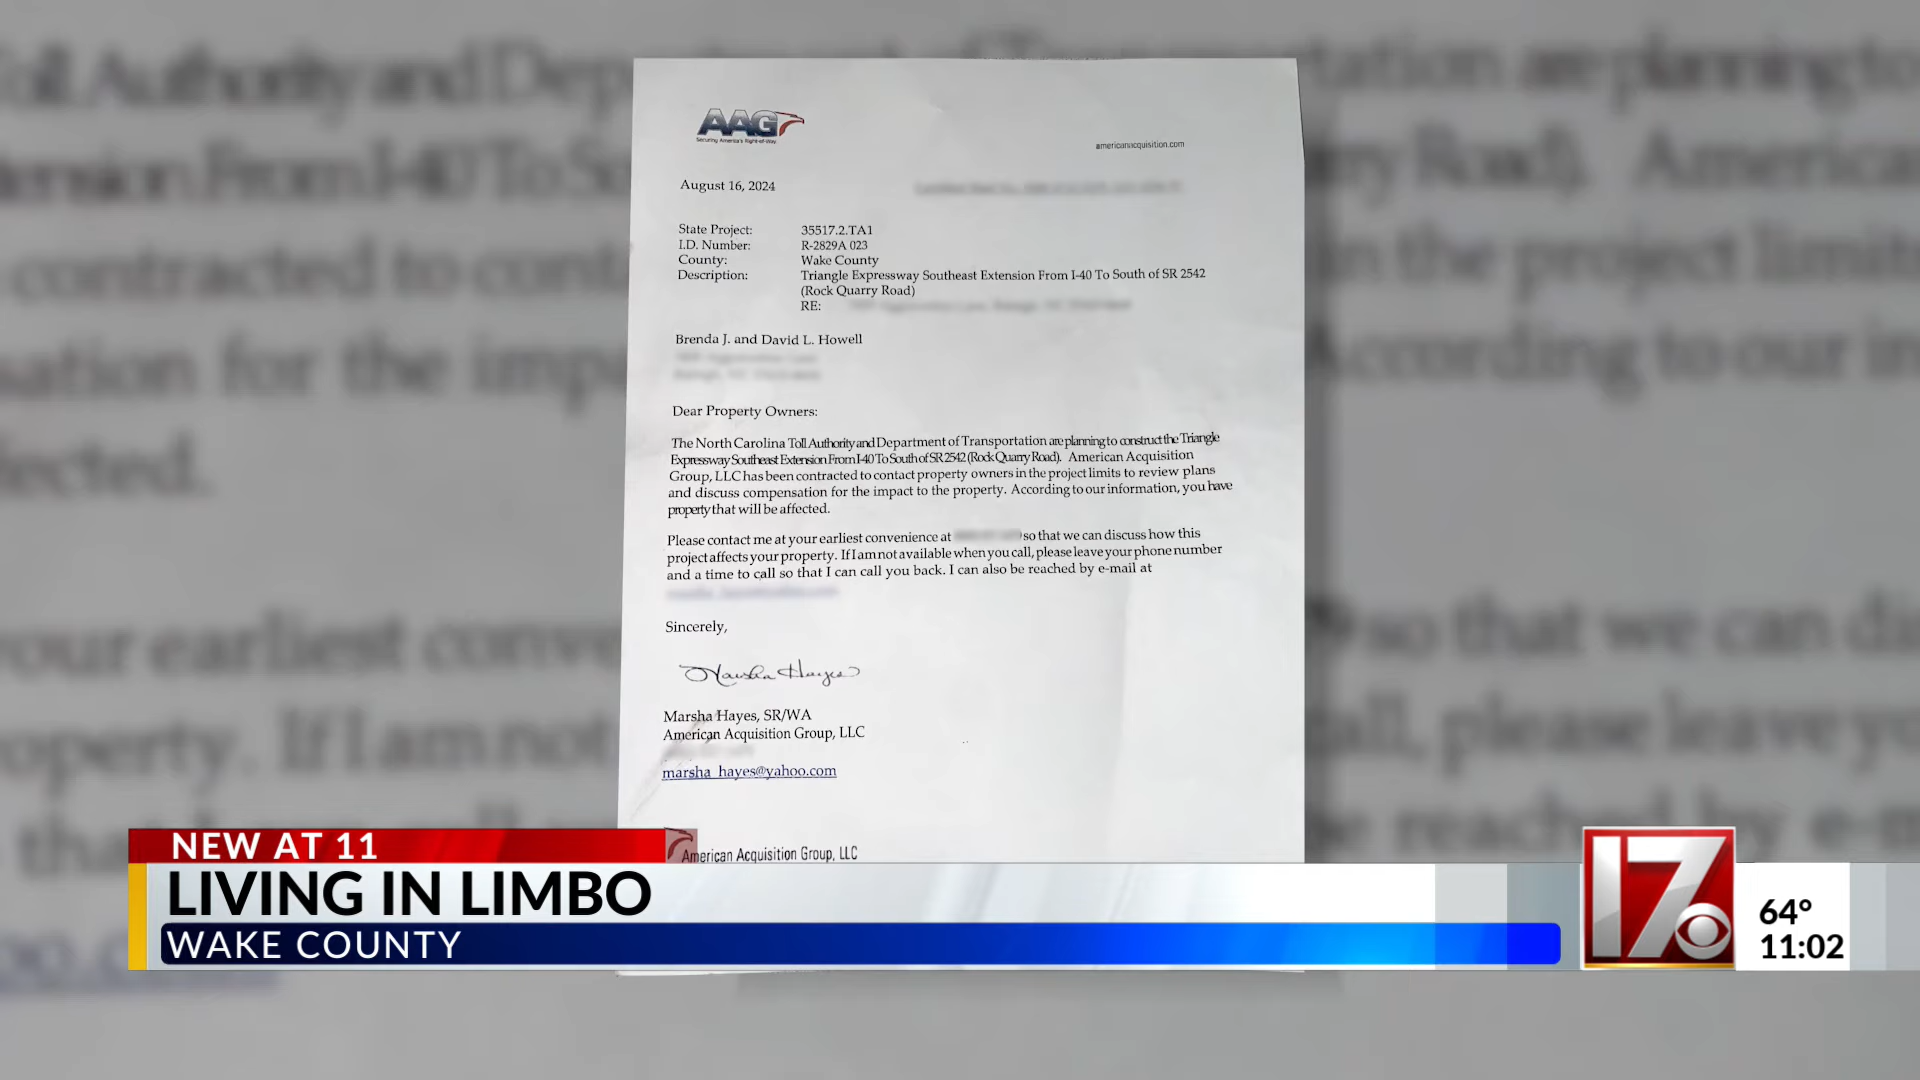 AAG
Securing America's Right-of-Way
americanacquisition.com
August 16, 2024
State Project: 35517.2.TA1
I.D. Number: R-2829A 023
County: Wake County
Description: Triangle Expressway Southeast Extension From I-40 To South of SR 2542
(Rock Quarry Road)
RE:
Brenda J. and David L. Howell
Dear Property Owners:
The North Carolina Toll Authority and Department of Transportation are planning to construct the Triangle
Expressway Southeast Extension From I-40 To South of SR 2542 (Rock Quarry Road). American Acquisition
Group, LLC has been contracted to contact property owners in the project limits to review plans
and discuss compensation for the impact to the property. According to our information, you have
property that will be affected.
Please contact me at your earliest convenience at so that we can discuss how this
project affects your property. If I am not available when you call, please leave your phone number
and a time to call so that I can call you back. I can also be reached by e-mail at
Sincerely,
Marsha Hayes
Marsha Hayes, SR/WA
American Acquisition Group, LLC
marsha_hayes@yahoo.com
American Acquisition Group, LLC
NEW AT 11
LIVING IN LIMBO
WAKE COUNTY
17
64°
11:02